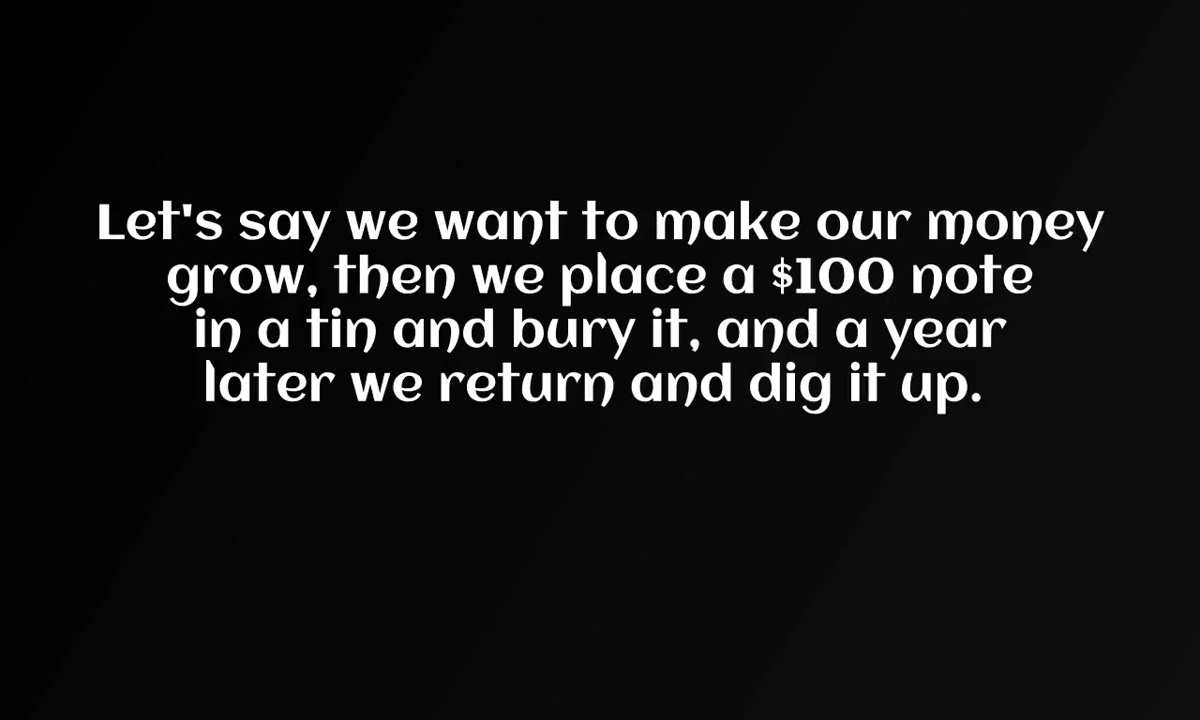 Let's say we want to make our money
grow, then we place a $100 note
in a tin and bury it, and a year
later we return and dig it up.